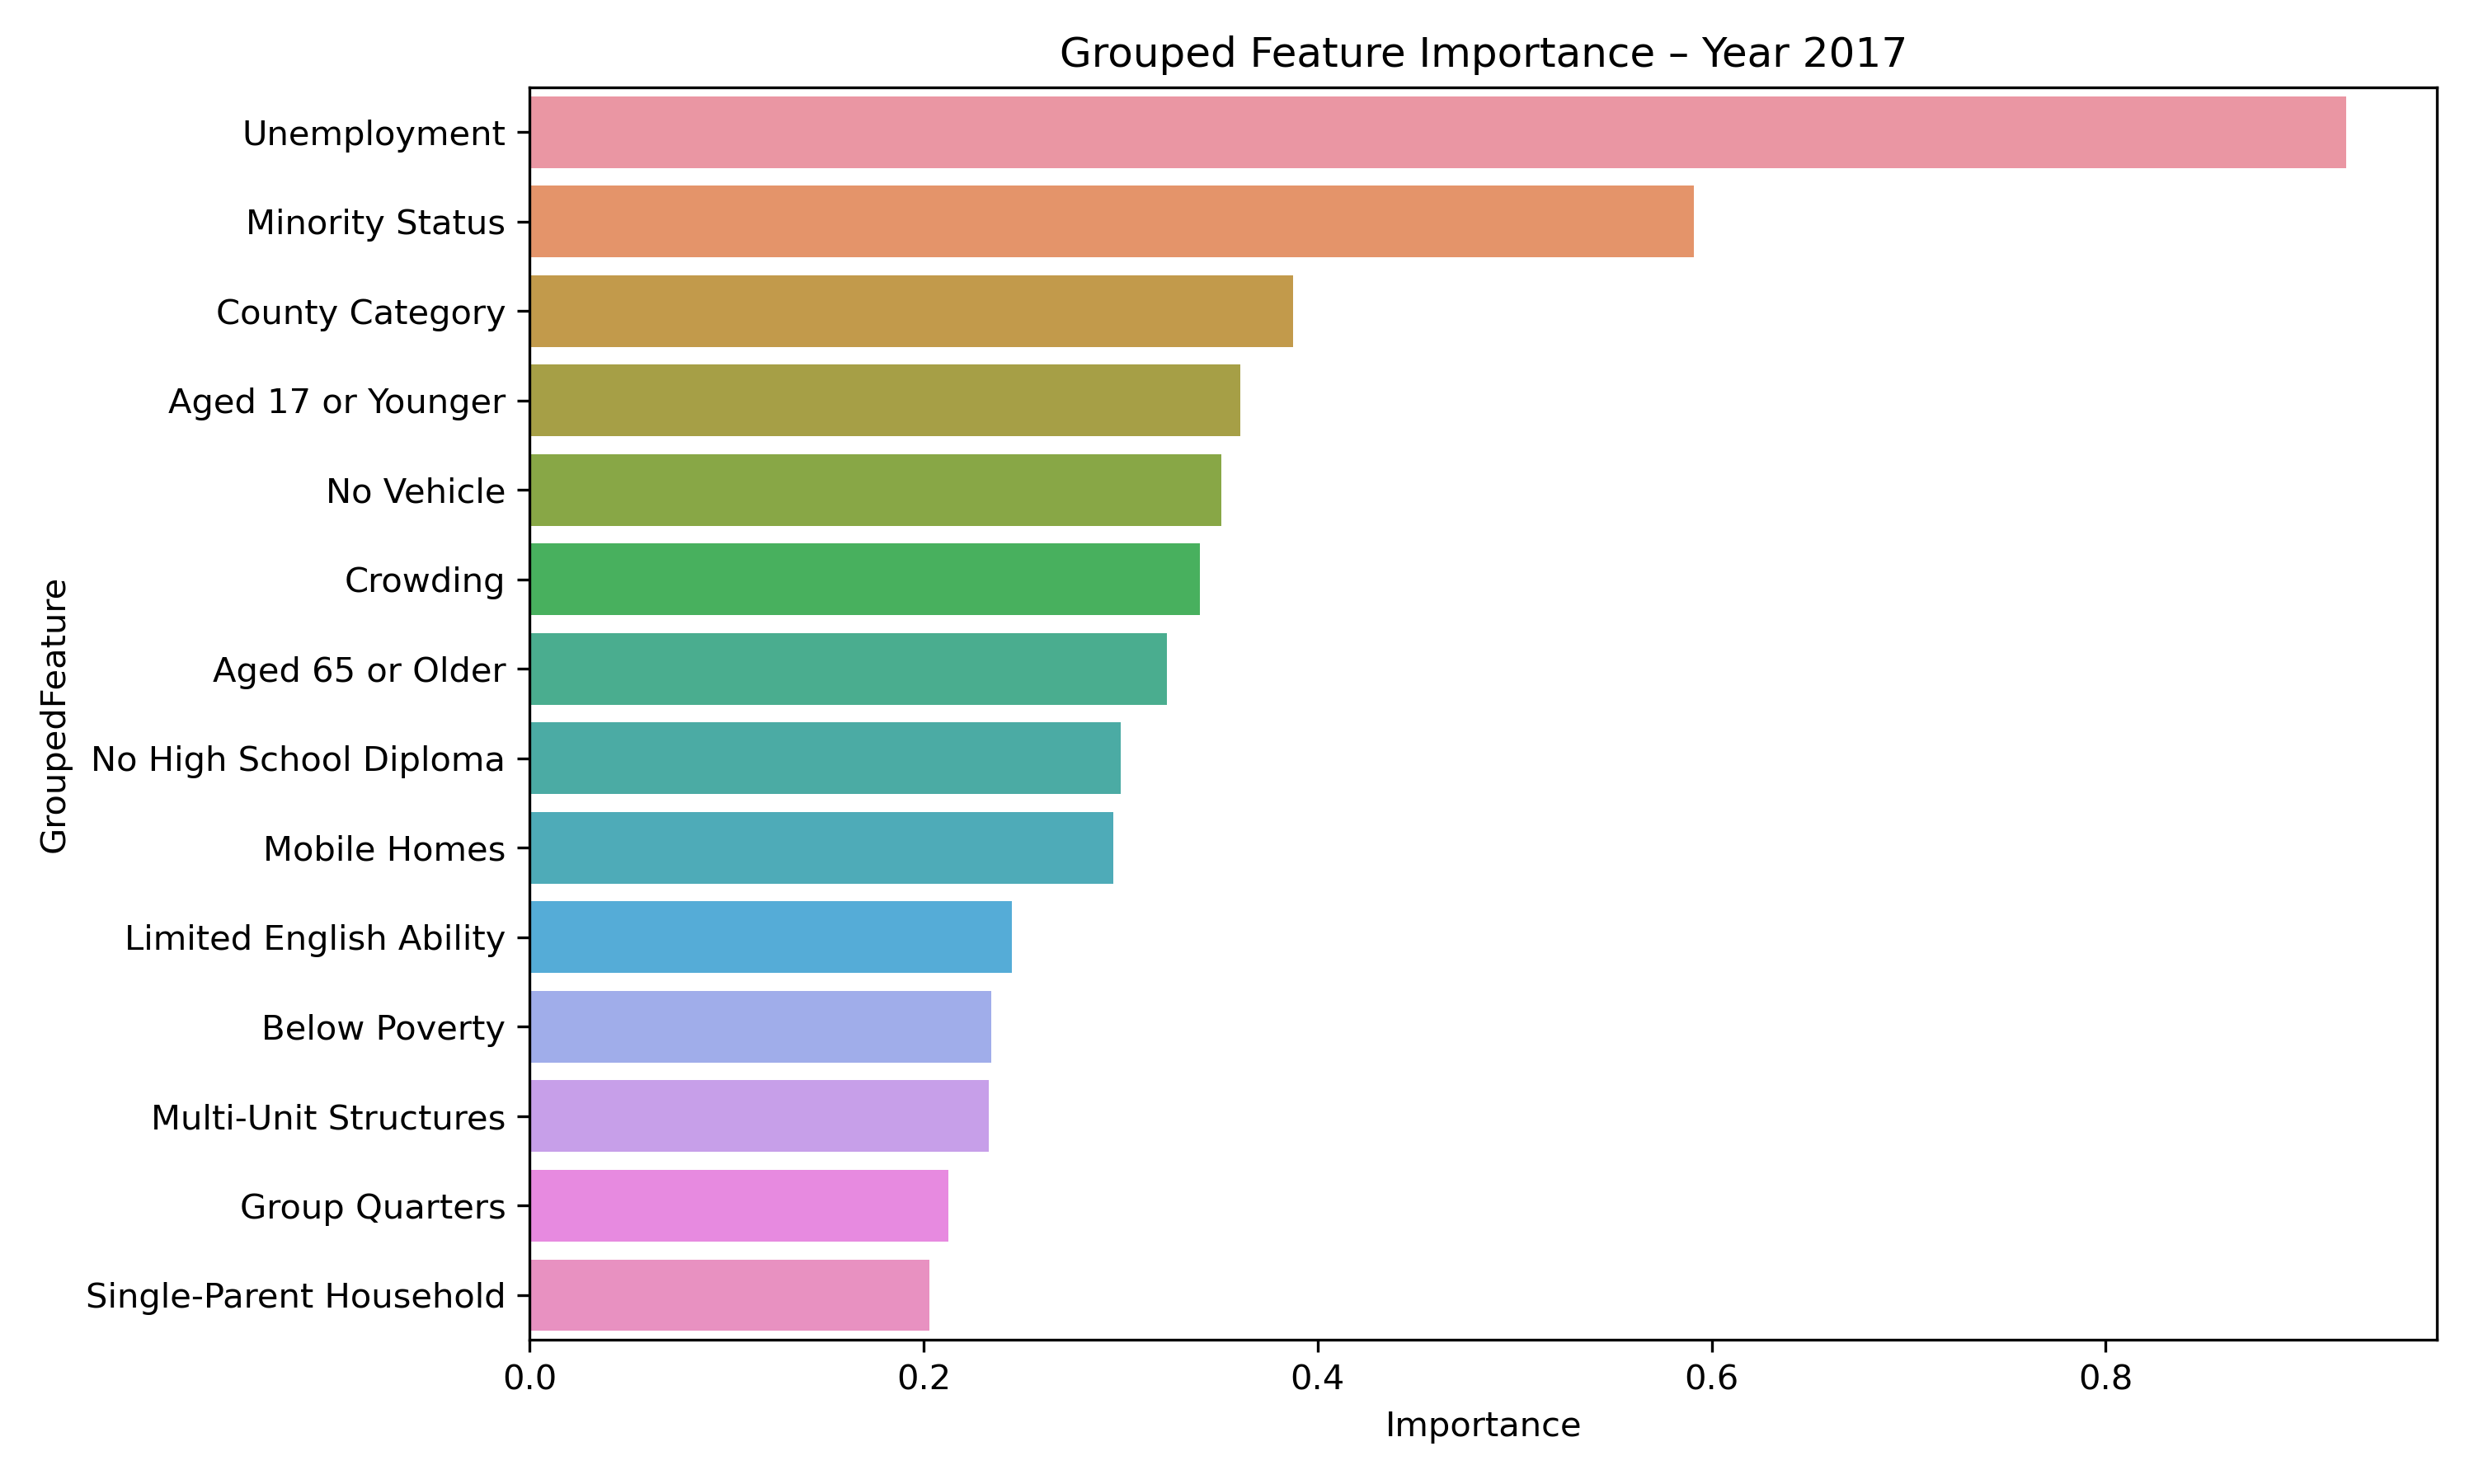 Grouped Feature Importance – Year 2017
GroupedFeature
Unemployment
Minority Status
County Category
Aged 17 or Younger
No Vehicle
Crowding
Aged 65 or Older
No High School Diploma
Mobile Homes
Limited English Ability
Below Poverty
Multi-Unit Structures
Group Quarters
Single-Parent Household
0.0 0.2 0.4 0.6 0.8
Importance